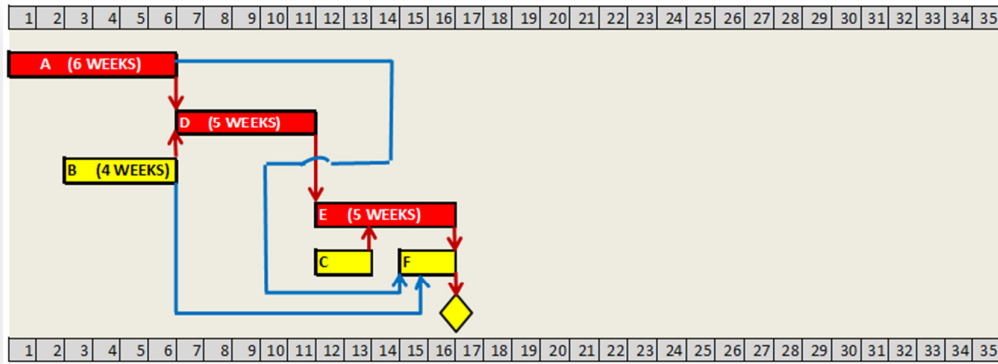 1 2 3 4 5 6 7 8 9 10 11 12 13 14 15 16 17 18 19 20 21 22 23 24 25 26 27 28 29 30 31 32 33 34 35
A (6 WEEKS)
D (5 WEEKS)
B (4 WEEKS)
E (5 WEEKS)
C F
1 2 3 4 5 6 7 8 9 10 11 12 13 14 15 16 17 18 19 20 21 22 23 24 25 26 27 28 29 30 31 32 33 34 35